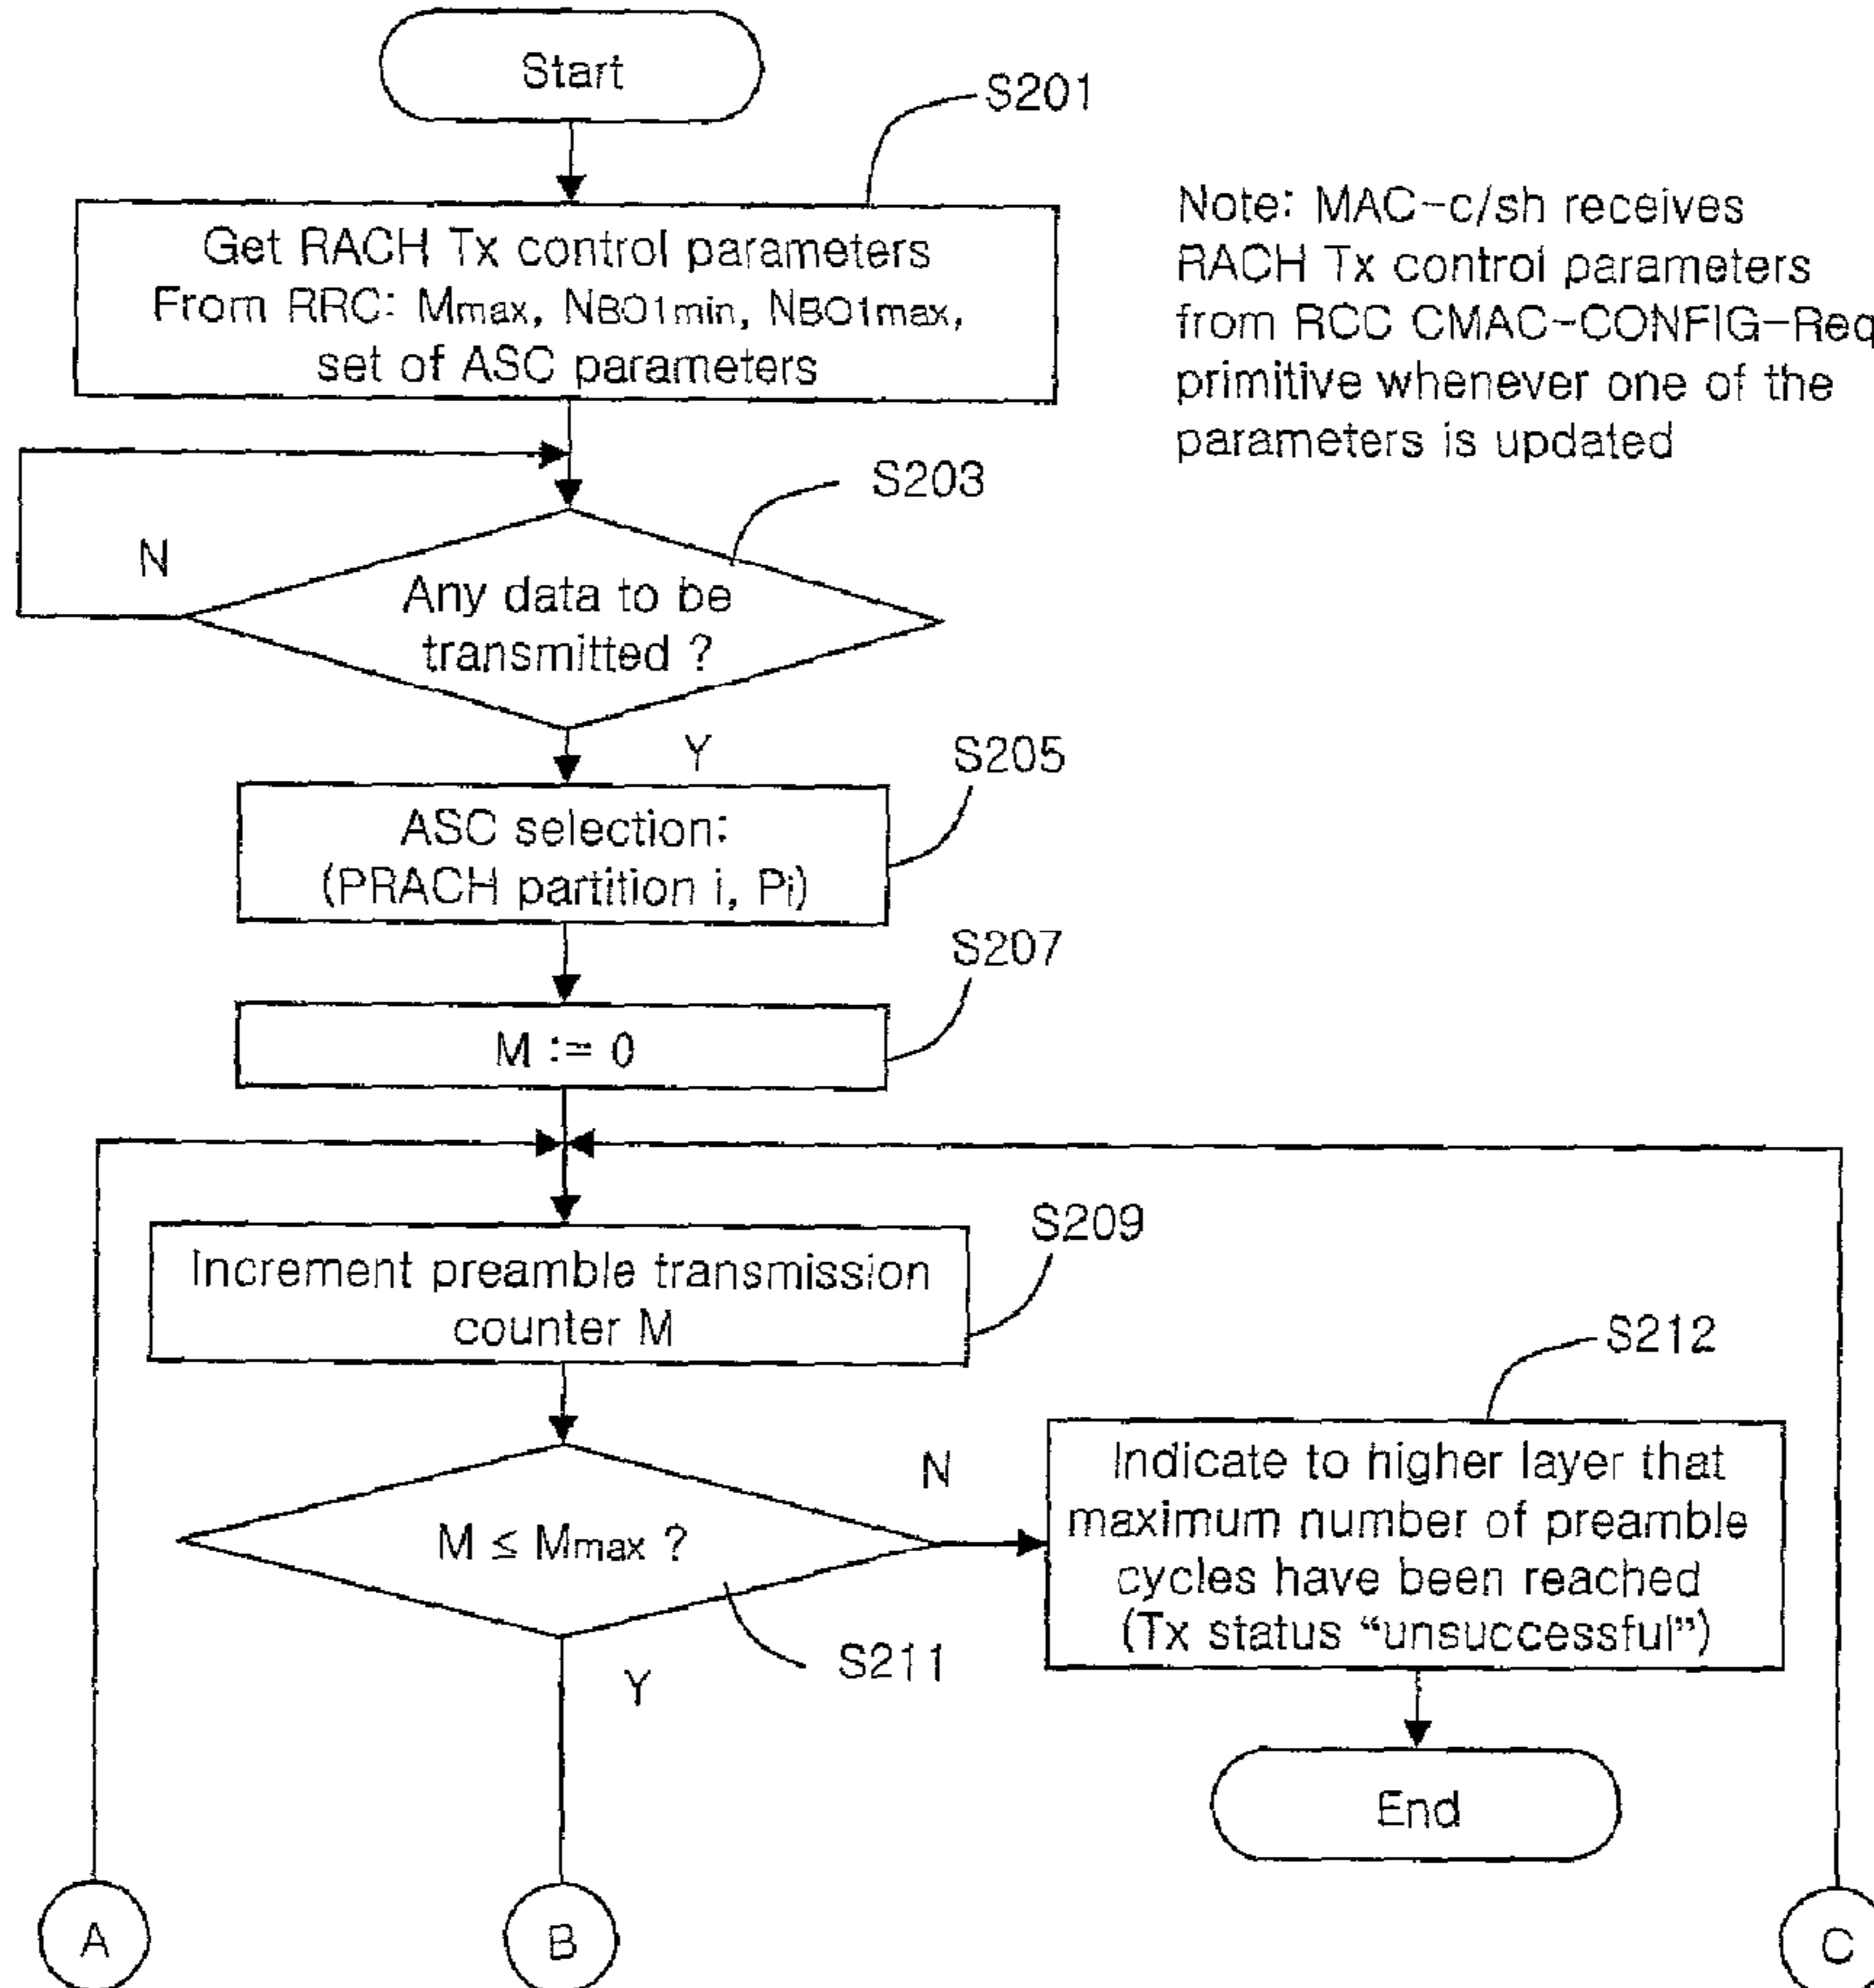 Start
S201
Get RACH Tx control parameters
From RRC: Mmax, NBO1min, NBO1max,
set of ASC parameters
Note: MAC-c/sh receives
RACH Tx control parameters
from RCC CMAC-CONFIG-Req
primitive whenever one of the
parameters is updated
S203
N
Any data to be
transmitted ?
Y
S205
ASC selection:
(PRACH partition i, Pi)
S207
M := 0
S209
Increment preamble transmission
counter M
S212
N
Indicate to higher layer that
maximum number of preamble
cycles have been reached
(Tx status “unsuccessful”)
M ≤ Mmax ?
S211
Y
End
A
B
C